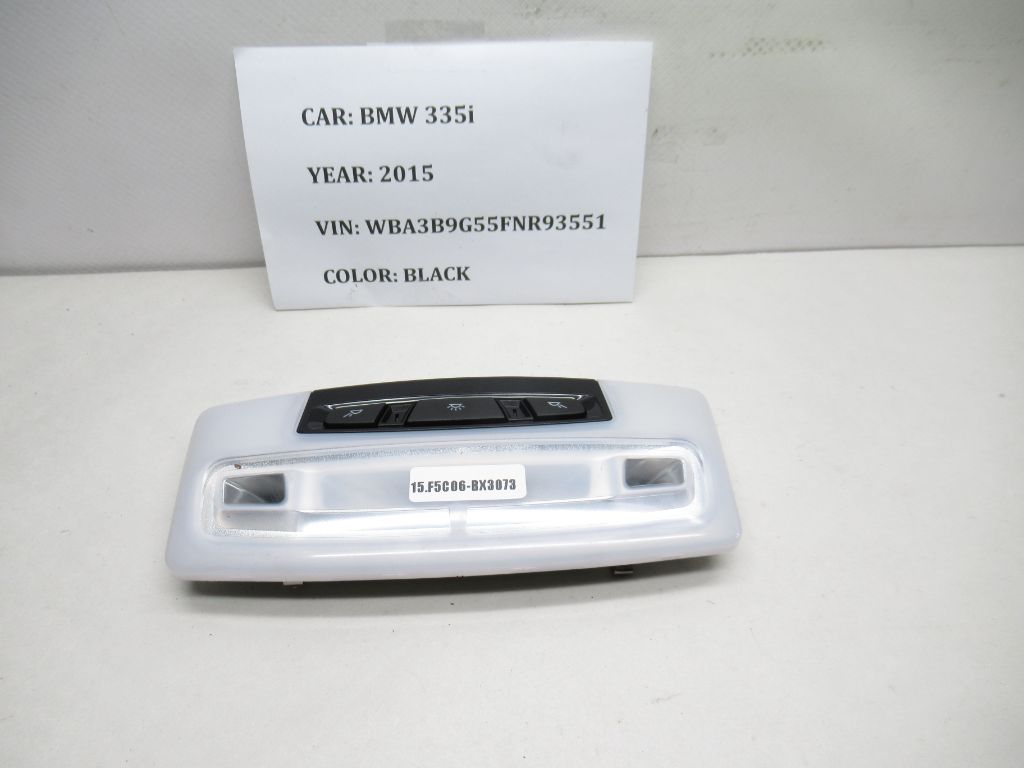 CAR: BMW 335i
YEAR: 2015
VIN: WBA3B9G55FNR93551
COLOR: BLACK
15.F5C06-BX3073